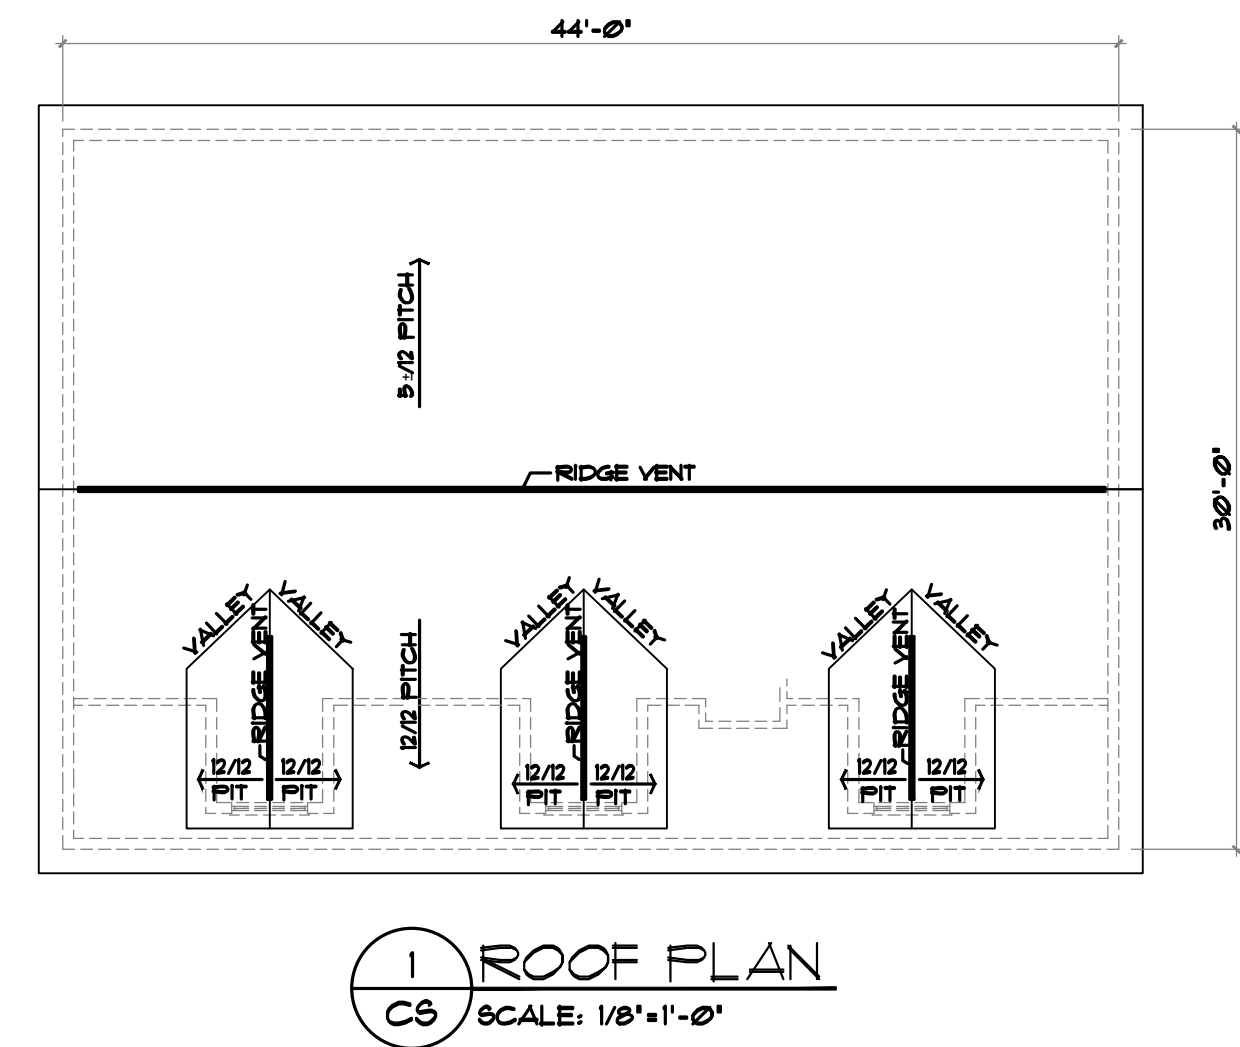 44'-0"
5±/12 PITCH
RIDGE VENT
30'-0"
VALLEY
VALLEY
RIDGE VENT
12/12
12/12
PIT
PIT
12/12 PITCH
VALLEY
VALLEY
RIDGE VENT
12/12
12/12
PIT
PIT
VALLEY
VALLEY
RIDGE VENT
12/12
12/12
PIT
PIT
1
CS
ROOF PLAN
SCALE: 1/8"=1'-0"